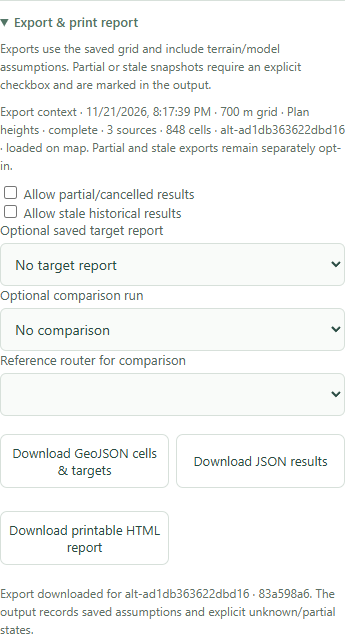 ▼ Export & print report
Exports use the saved grid and include terrain/model
assumptions. Partial or stale snapshots require an explicit
checkbox and are marked in the output.
Export context · 11/21/2026, 8:17:39 PM · 700 m grid · Plan
heights · complete · 3 sources · 848 cells · alt-ad1db363622dbd16
· loaded on map. Partial and stale exports remain separately opt-
in.
Allow partial/cancelled results
Allow stale historical results
Optional saved target report
No target report
Optional comparison run
No comparison
Reference router for comparison
Download GeoJSON cells
& targets
Download JSON results
Download printable HTML
report
Export downloaded for alt-ad1db363622dbd16 · 83a598a6. The
output records saved assumptions and explicit unknown/partial
states.